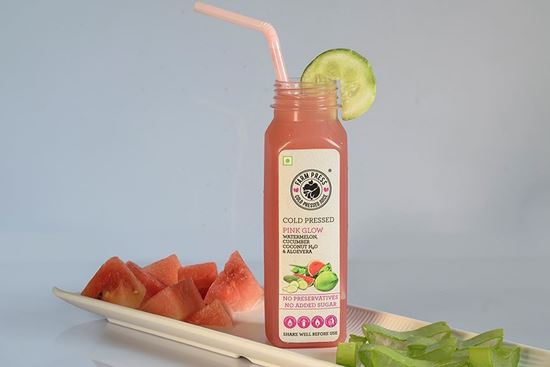 FARM PRESS
COLD PRESSED JUICE
®
COLD PRESSED
PINK GLOW
WATERMELON,
CUCUMBER
COCONUT H₂O
& ALOEVERA
NO PRESERVATIVES
NO ADDED SUGAR
SHAKE WELL BEFORE USE